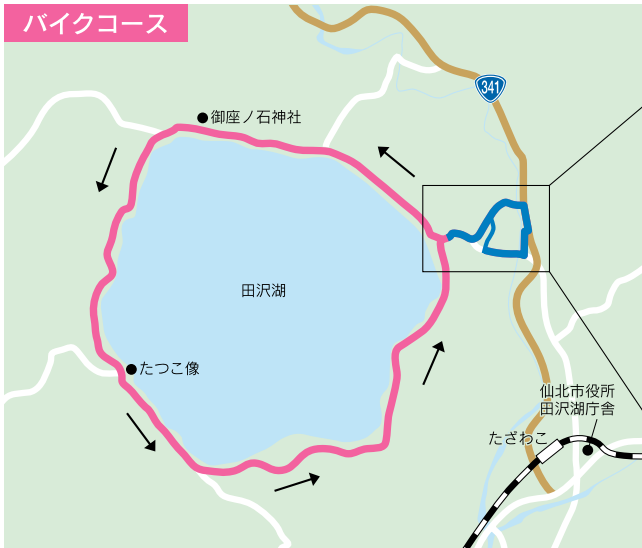 バイクコース
341
御座ノ石神社
田沢湖
たつこ像
仙北市役所
田沢湖庁舎
たざわこ